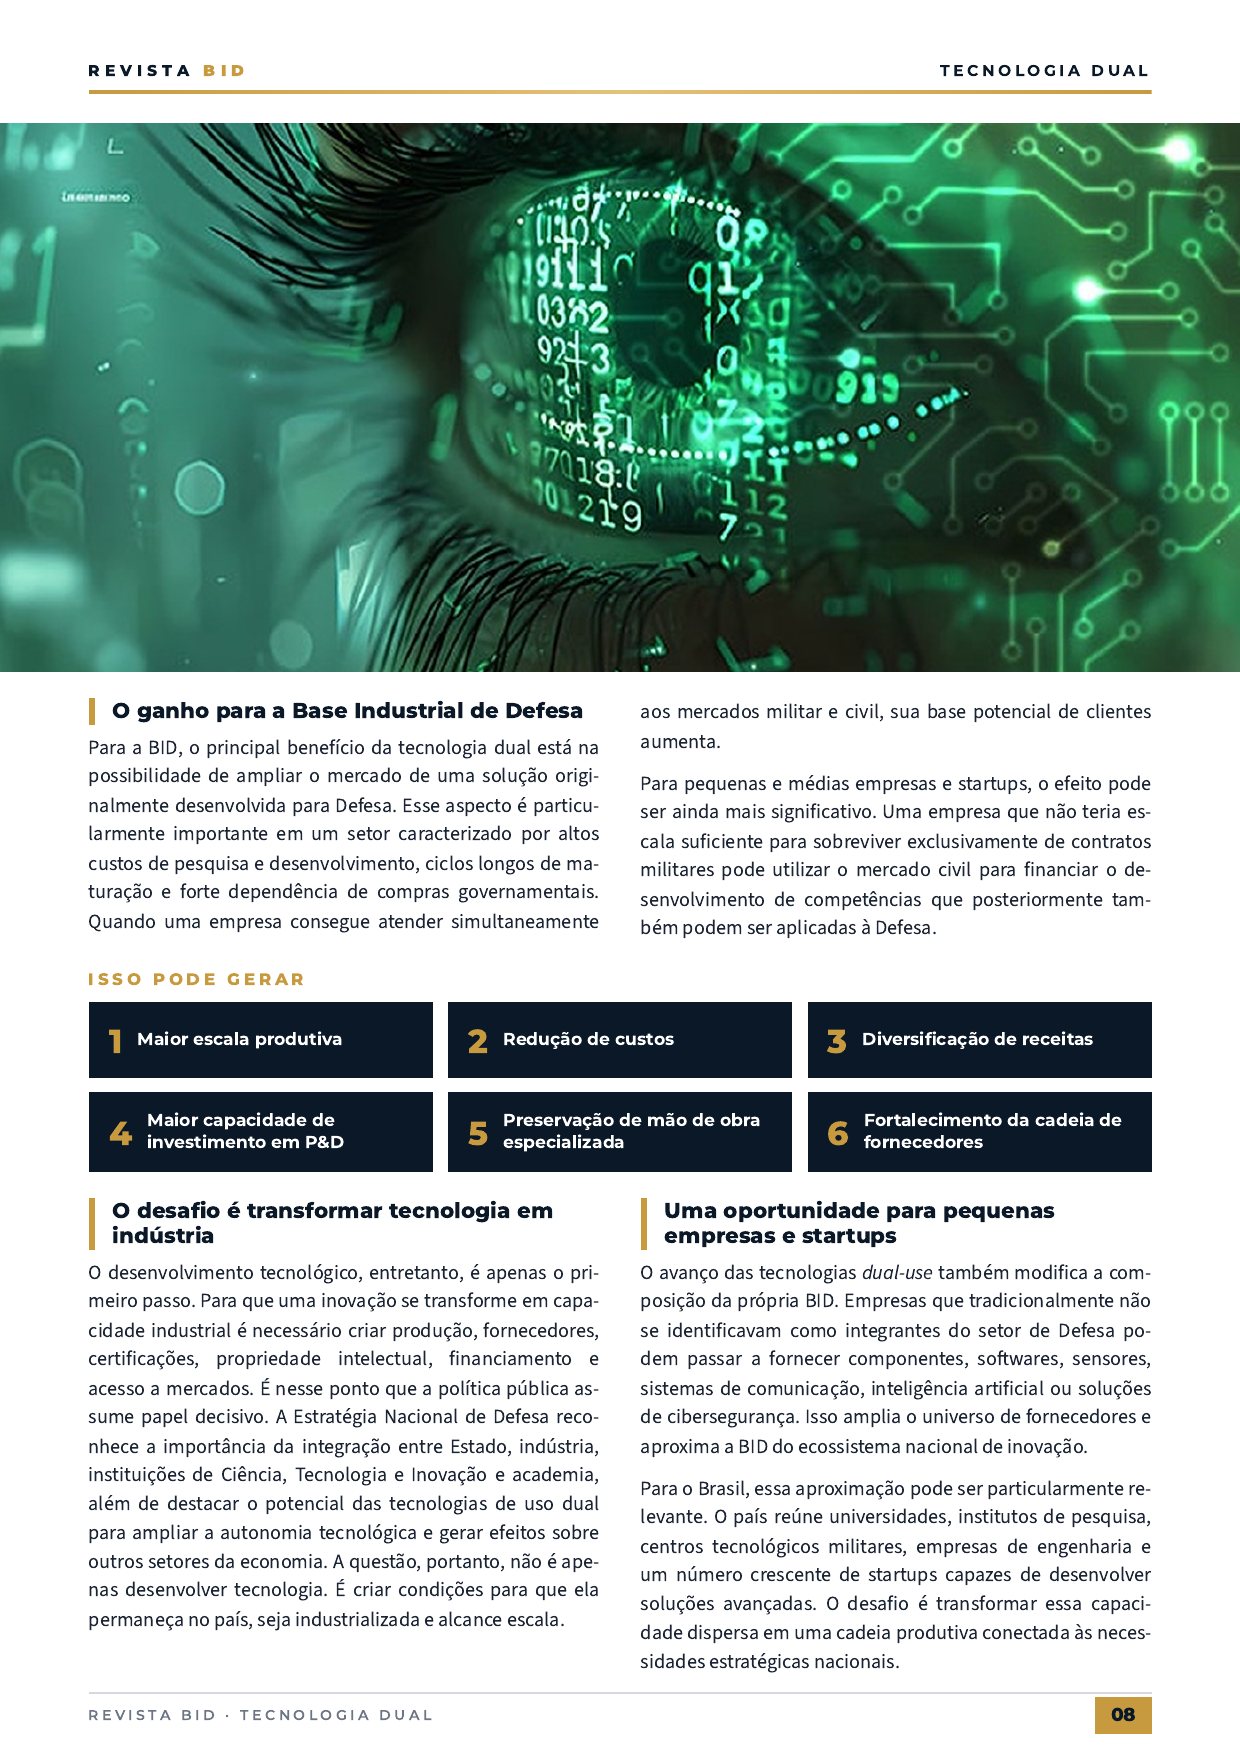 REVISTA BID
TECNOLOGIA DUAL
O ganho para a Base Industrial de Defesa
Para a BID, o principal benefício da tecnologia dual está na
possibilidade de ampliar o mercado de uma solução origi-
nalmente desenvolvida para Defesa. Esse aspecto é particu-
larmente importante em um setor caracterizado por altos
custos de pesquisa e desenvolvimento, ciclos longos de ma-
turação e forte dependência de compras governamentais.
Quando uma empresa consegue atender simultaneamente
aos mercados militar e civil, sua base potencial de clientes
aumenta.
Para pequenas e médias empresas e startups, o efeito pode
ser ainda mais significativo. Uma empresa que não teria es-
cala suficiente para sobreviver exclusivamente de contratos
militares pode utilizar o mercado civil para financiar o de-
senvolvimento de competências que posteriormente tam-
bém podem ser aplicadas à Defesa.
ISSO PODE GERAR
1 Maior escala produtiva
2 Redução de custos
3 Diversificação de receitas
4 Maior capacidade de
investimento em P&D
5 Preservação de mão de obra
especializada
6 Fortalecimento da cadeia de
fornecedores
O desafio é transformar tecnologia em
indústria
O desenvolvimento tecnológico, entretanto, é apenas o pri-
meiro passo. Para que uma inovação se transforme em capa-
cidade industrial é necessário criar produção, fornecedores,
certificações, propriedade intelectual, financiamento e
acesso a mercados. É nesse ponto que a política pública as-
sume papel decisivo. A Estratégia Nacional de Defesa reco-
nhece a importância da integração entre Estado, indústria,
instituições de Ciência, Tecnologia e Inovação e academia,
além de destacar o potencial das tecnologias de uso dual
para ampliar a autonomia tecnológica e gerar efeitos sobre
outros setores da economia. A questão, portanto, não é ape-
nas desenvolver tecnologia. É criar condições para que ela
permaneça no país, seja industrializada e alcance escala.
Uma oportunidade para pequenas
empresas e startups
O avanço das tecnologias dual-use também modifica a com-
posição da própria BID. Empresas que tradicionalmente não
se identificavam como integrantes do setor de Defesa po-
dem passar a fornecer componentes, softwares, sensores,
sistemas de comunicação, inteligência artificial ou soluções
de cibersegurança. Isso amplia o universo de fornecedores e
aproxima a BID do ecossistema nacional de inovação.
Para o Brasil, essa aproximação pode ser particularmente re-
levante. O país reúne universidades, institutos de pesquisa,
centros tecnológicos militares, empresas de engenharia e
um número crescente de startups capazes de desenvolver
soluções avançadas. O desafio é transformar essa capaci-
dade dispersa em uma cadeia produtiva conectada às neces-
sidades estratégicas nacionais.
REVISTA BID · TECNOLOGIA DUAL
08